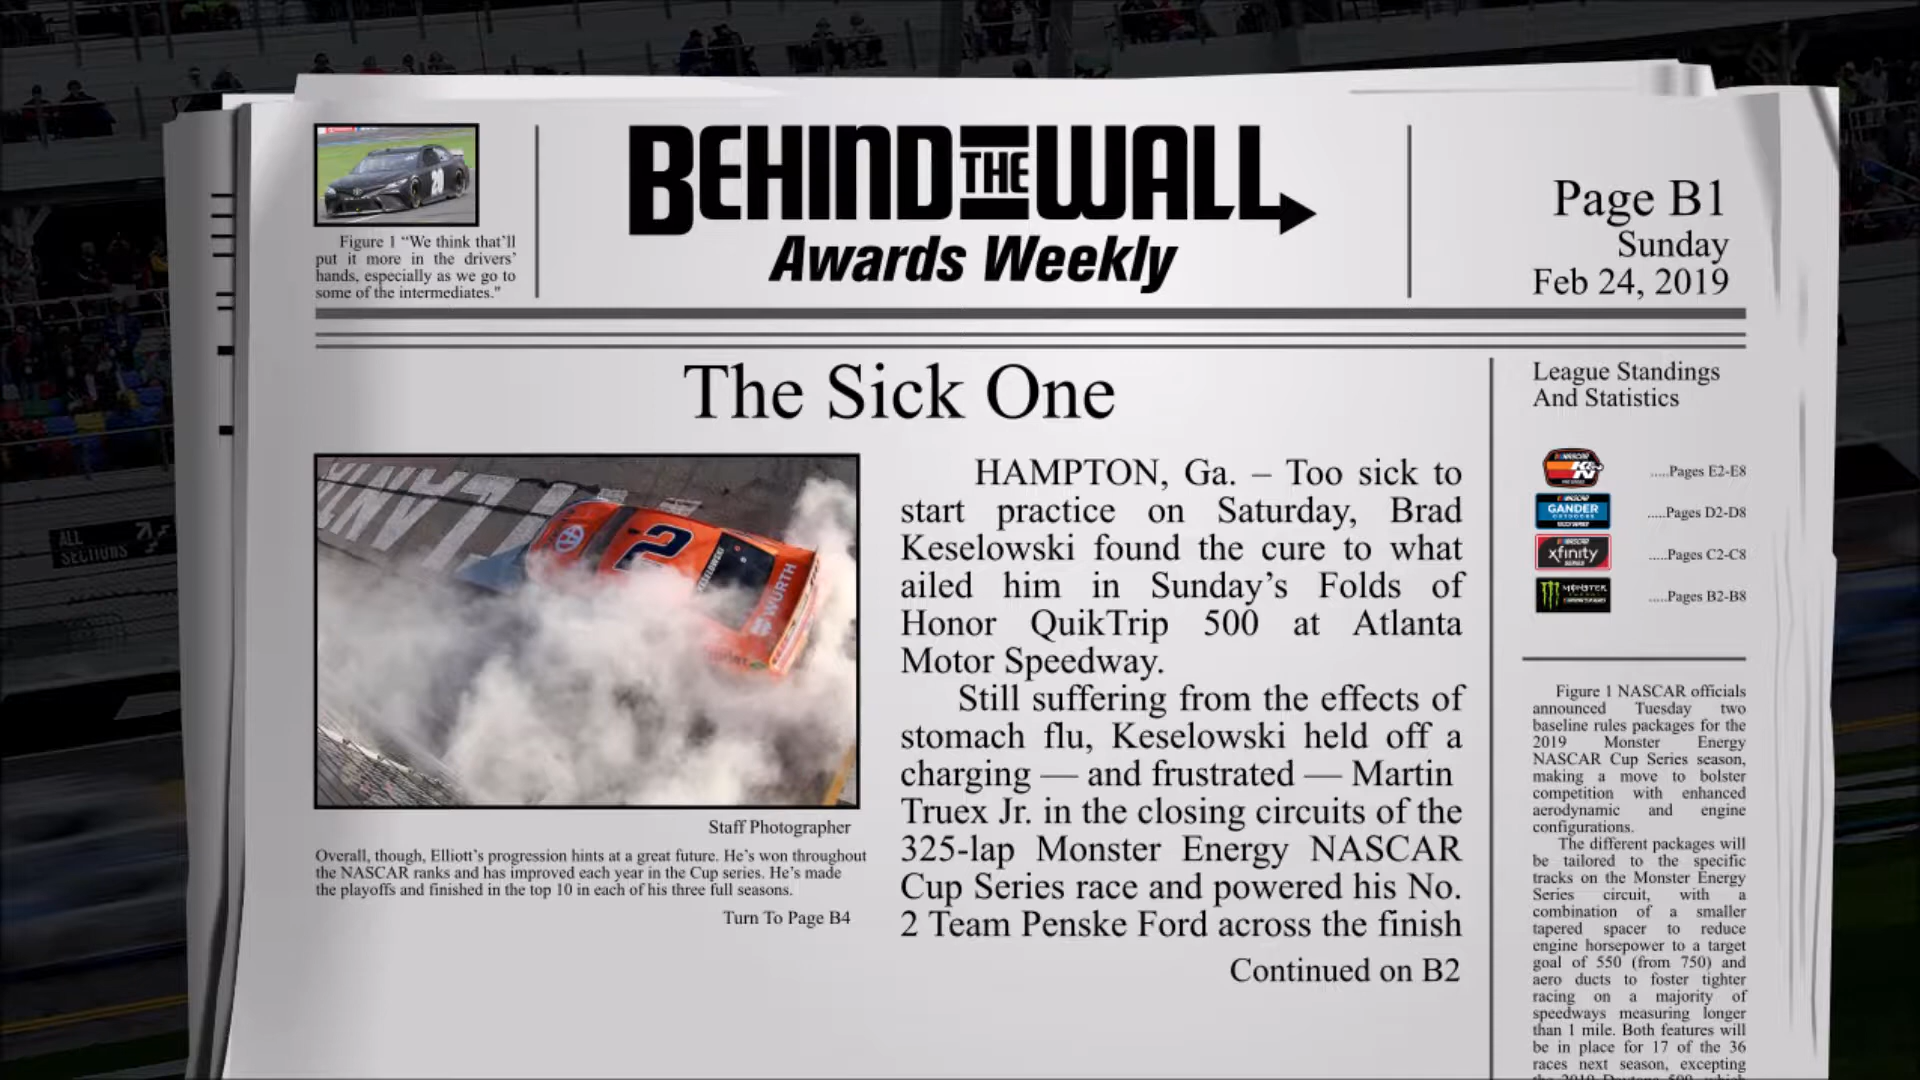 BEHIND THE WALL
Awards Weekly
Page B1
Sunday
Feb 24, 2019
Figure 1 “We think that’ll
put it more in the drivers’
hands, especially as we go to
some of the intermediates."
The Sick One
HAMPTON, Ga. – Too sick to
start practice on Saturday, Brad
Keselowski found the cure to what
ailed him in Sunday’s Folds of
Honor QuikTrip 500 at Atlanta
Motor Speedway.
Still suffering from the effects of
stomach flu, Keselowski held off a
charging — and frustrated — Martin
Truex Jr. in the closing circuits of the
325-lap Monster Energy NASCAR
Cup Series race and powered his No.
2 Team Penske Ford across the finish
Continued on B2
2
KESELOWSKI
WURTH
Staff Photographer
Overall, though, Elliott’s progression hints at a great future. He’s won throughout
the NASCAR ranks and has improved each year in the Cup series. He’s made
the playoffs and finished in the top 10 in each of his three full seasons.
Turn To Page B4
League Standings
And Statistics
K&N .....Pages E2-E8
GANDER OUTDOORS .....Pages D2-D8
xfinity SERIES .....Pages C2-C8
MONSTER .....Pages B2-B8
Figure 1 NASCAR officials
announced Tuesday two
baseline rules packages for the
2019 Monster Energy
NASCAR Cup Series season,
making a move to bolster
competition with enhanced
aerodynamic and engine
configurations.
The different packages will
be tailored to the specific
tracks on the Monster Energy
Series circuit, with a
combination of a smaller
tapered spacer to reduce
engine horsepower to a target
goal of 550 (from 750) and
aero ducts to foster tighter
racing on a majority of
speedways measuring longer
than 1 mile. Both features will
be in place for 17 of the 36
races next season, excepting
the 2019 Daytona 500, which
ALL
SECTIONS